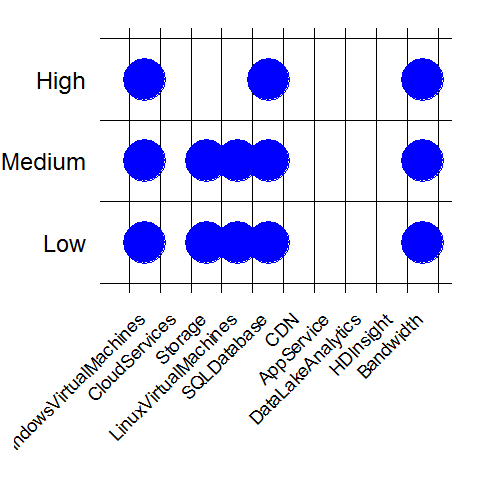 High
Medium
Low
ndowsVirtualMachines
CloudServices
Storage
LinuxVirtualMachines
SQLDatabase
CDN
AppService
DataLakeAnalytics
HDInsight
Bandwidth